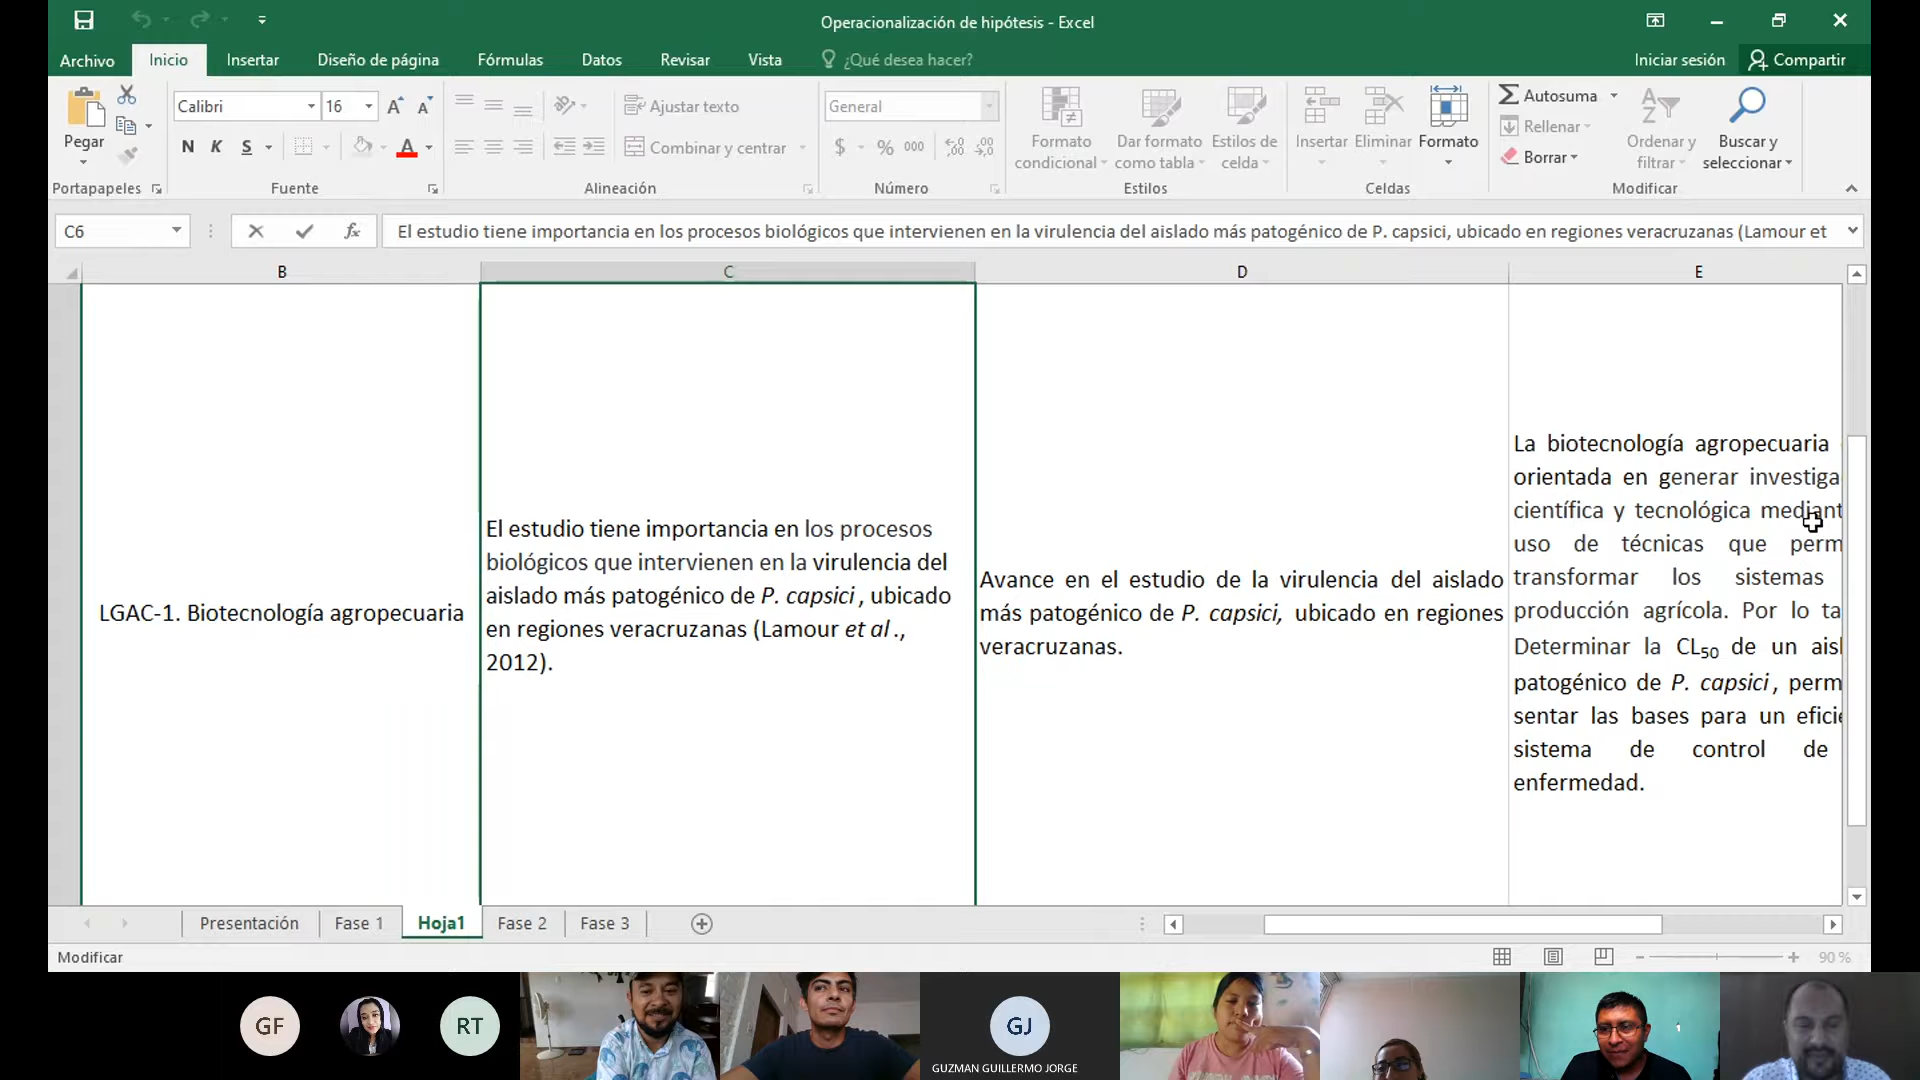 Operacionalización de hipótesis - Excel
Archivo Inicio Insertar Diseño de página Fórmulas Datos Revisar Vista ¿Qué desea hacer? Iniciar sesión Compartir
Pegar
Portapapeles
Calibri 16
N K S
Fuente
Ajustar texto
Combinar y centrar
Alineación
General
$ % 000
Número
Formato condicional
Dar formato como tabla
Estilos de celda
Estilos
Insertar Eliminar Formato
Celdas
Autosuma
Rellenar
Borrar
Ordenar y filtrar
Buscar y seleccionar
Modificar
C6
fx
El estudio tiene importancia en los procesos biológicos que intervienen en la virulencia del aislado más patogénico de P. capsici, ubicado en regiones veracruzanas (Lamour et
B C D E
LGAC-1. Biotecnología agropecuaria
El estudio tiene importancia en los procesos
biológicos que intervienen en la virulencia del
aislado más patogénico de P. capsici, ubicado
en regiones veracruzanas (Lamour et al.,
2012).
Avance en el estudio de la virulencia del aislado
más patogénico de P. capsici, ubicado en regiones
veracruzanas.
La biotecnología agropecuaria
orientada en generar investiga
científica y tecnológica mediant
uso de técnicas que perm
transformar los sistemas
producción agrícola. Por lo ta
Determinar la CL50 de un aisl
patogénico de P. capsici, perm
sentar las bases para un eficie
sistema de control de
enfermedad.
Presentación Fase 1 Hoja1 Fase 2 Fase 3
Modificar
90 %
GF
RT
GJ
GUZMAN GUILLERMO JORGE